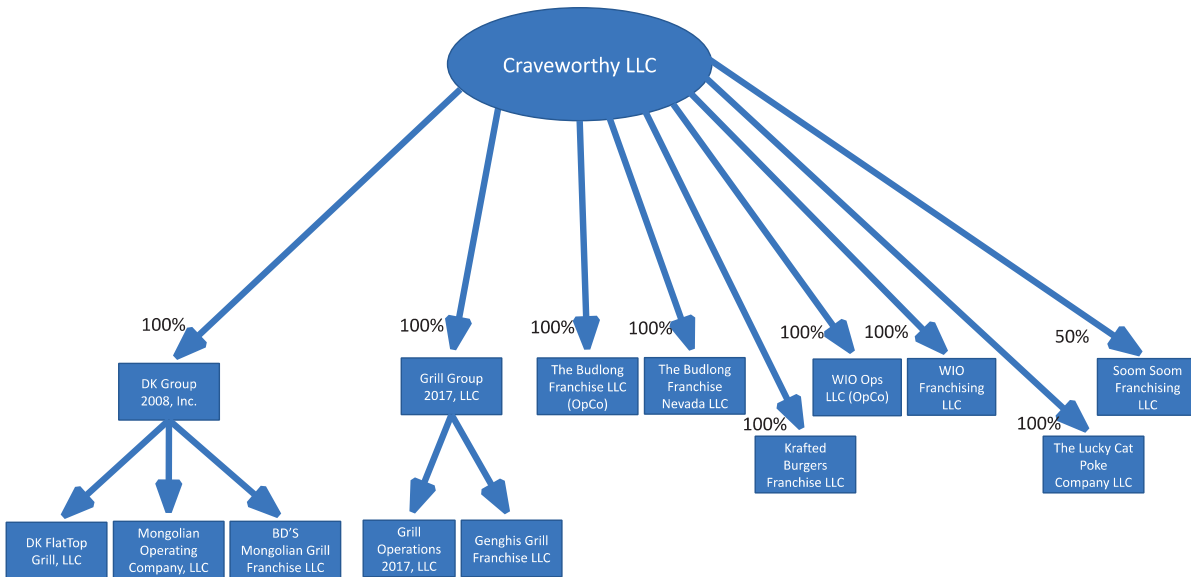 Craveworthy LLC
100%
100%
100%
100%
100%
100%
50%
DK Group
2008, Inc.
Grill Group
2017, LLC
The Budlong
Franchise LLC
(OpCo)
The Budlong
Franchise
Nevada LLC
WIO Ops
LLC (OpCo)
WIO
Franchising
LLC
Soom Soom
Franchising
LLC
100%
100%
Krafted
Burgers
Franchise LLC
The Lucky Cat
Poke
Company LLC
DK FlatTop
Grill, LLC
Mongolian
Operating
Company, LLC
BD'S
Mongolian Grill
Franchise LLC
Grill
Operations
2017, LLC
Genghis Grill
Franchise LLC